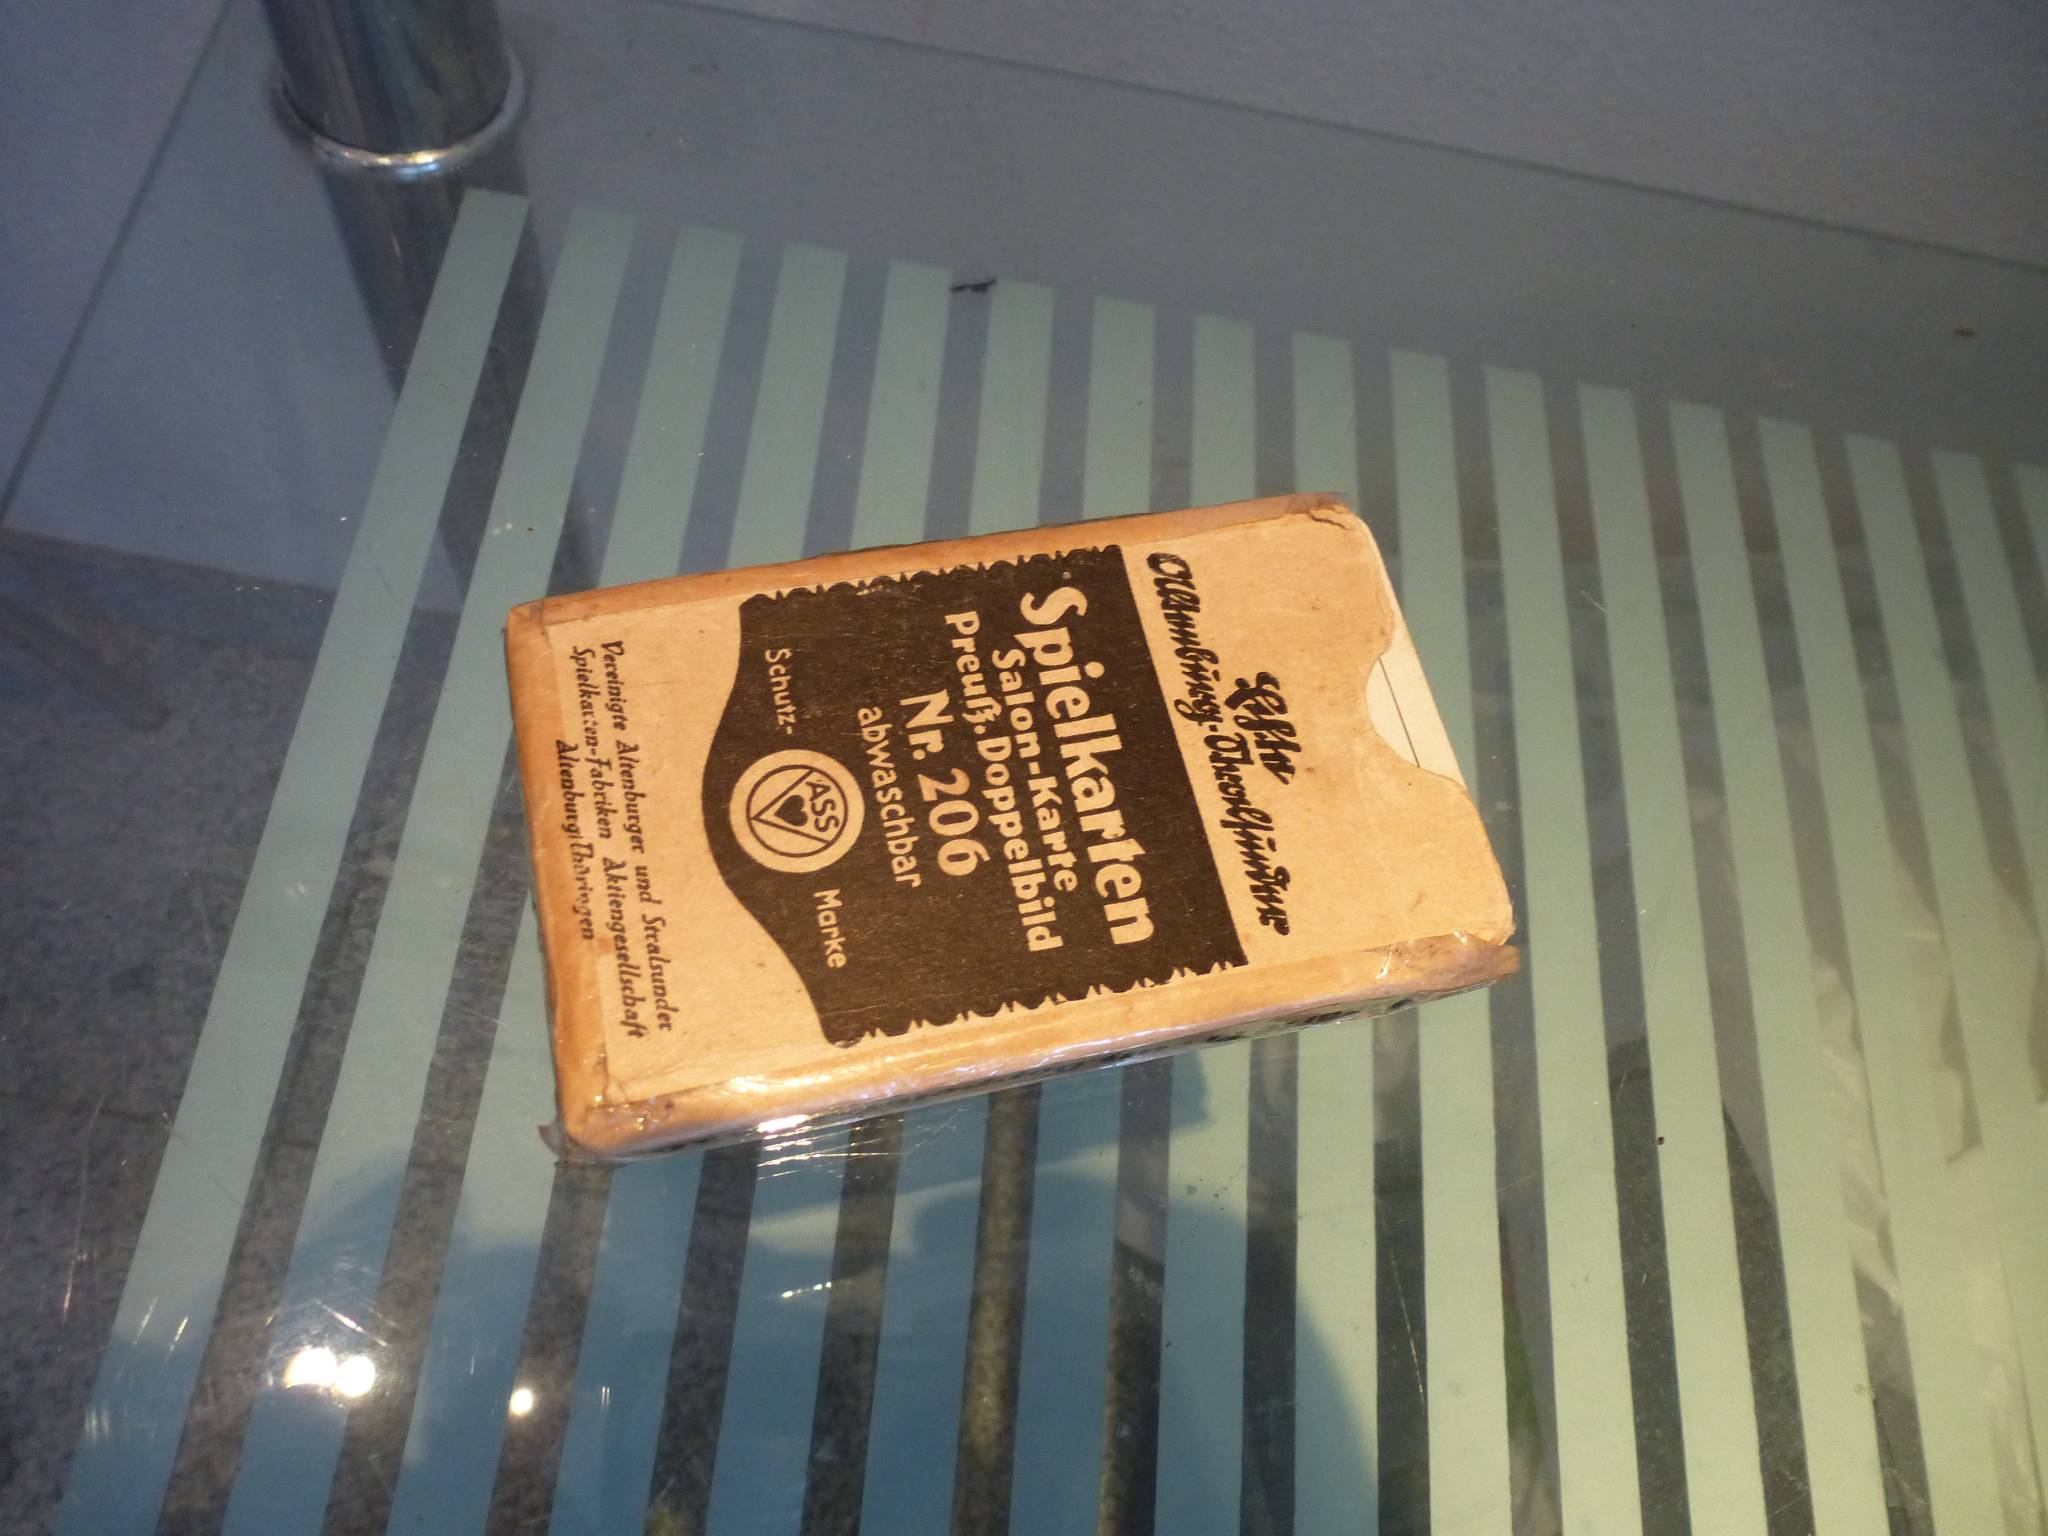 Echte
Altenburg-Stralsunder
Spielkarten
Salon-Karte
Preuß. Doppelbild
Nr. 206
abwaschbar
Schutz-
ASS
Marke
Vereinigte Altenburger und Stralsunder
Spielkarten-Fabriken Aktiengesellschaft
Altenburg/Thüringen